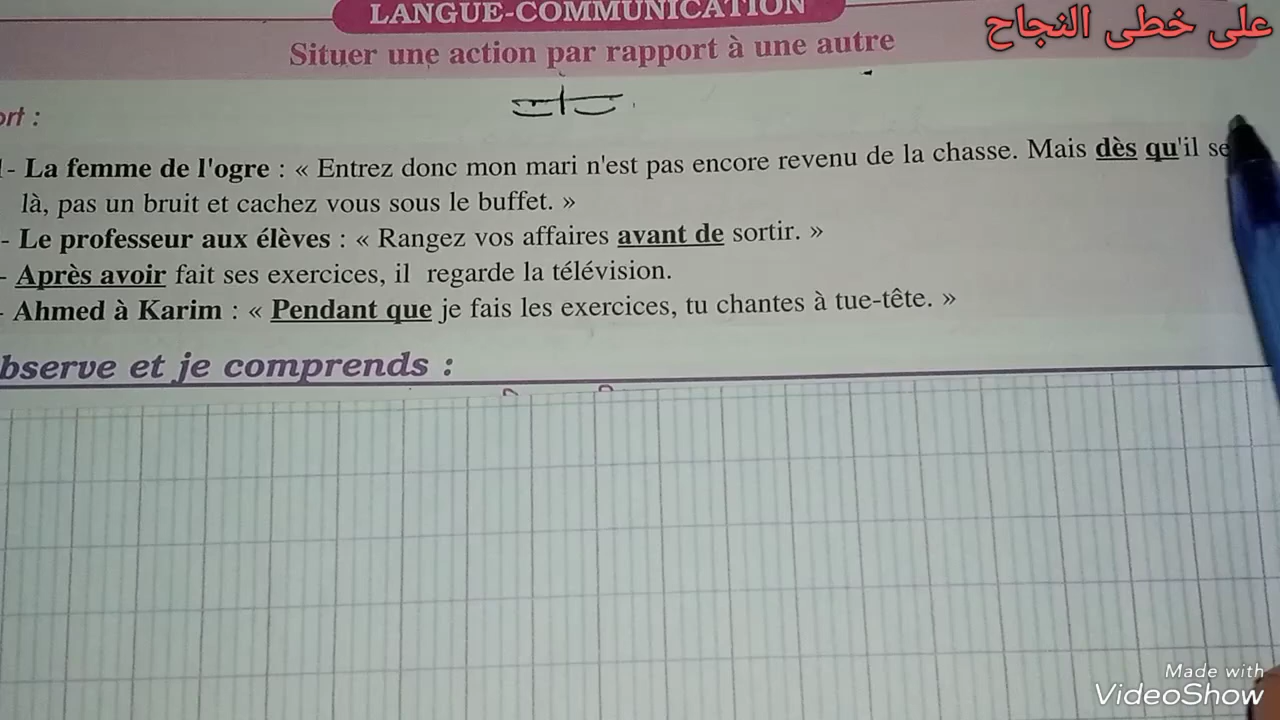 LANGUE-COMMUNICATION
على خطى النجاح
Situer une action par rapport à une autre
ort :
1- La femme de l'ogre : « Entrez donc mon mari n'est pas encore revenu de la chasse. Mais dès qu'il se
là, pas un bruit et cachez vous sous le buffet. »
- Le professeur aux élèves : « Rangez vos affaires avant de sortir. »
- Après avoir fait ses exercices, il regarde la télévision.
- Ahmed à Karim : « Pendant que je fais les exercices, tu chantes à tue-tête. »
bserve et je comprends :
Made with
VideoShow